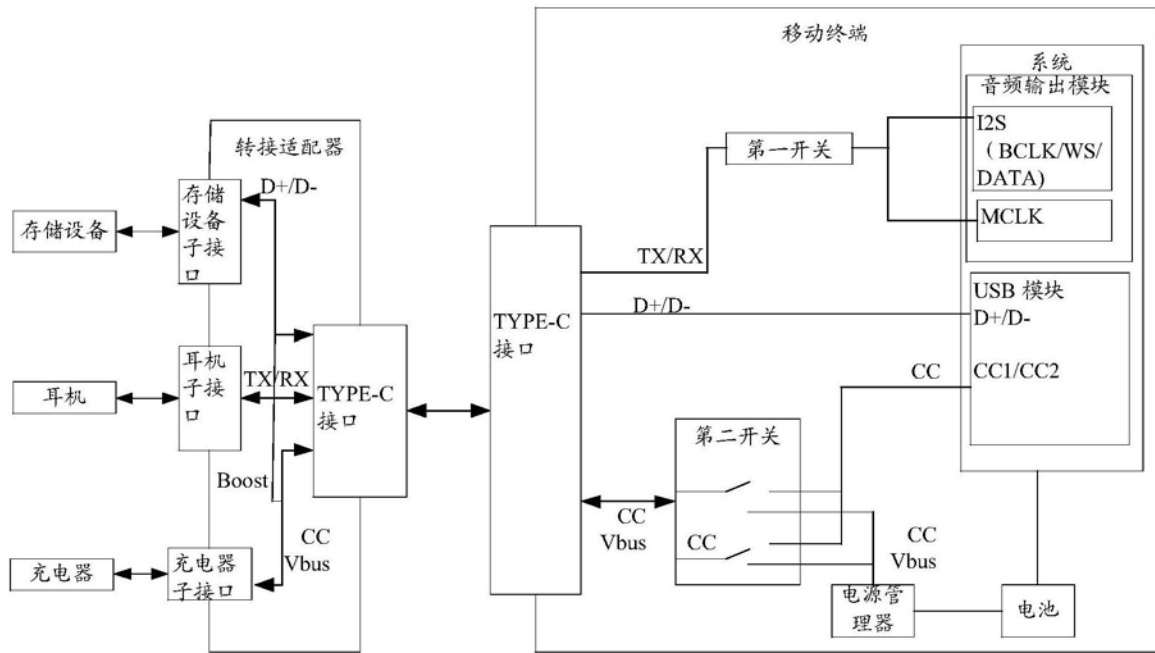 移动终端
系统
音频输出模块
I2S
（BCLK/WS/
DATA)
MCLK
第一开关
转接适配器
D+/D-
存储
设备
子接
口
存储设备
TX/RX
USB 模块
D+/D-
D+/D-
TYPE-C
接口
耳机
子接
口
TX/RX
TYPE-C
接口
耳机
CC
CC1/CC2
第二开关
Boost
CC
Vbus
CC
Vbus
CC
CC
Vbus
充电器
充电器
子接口
电源管
理器
电池